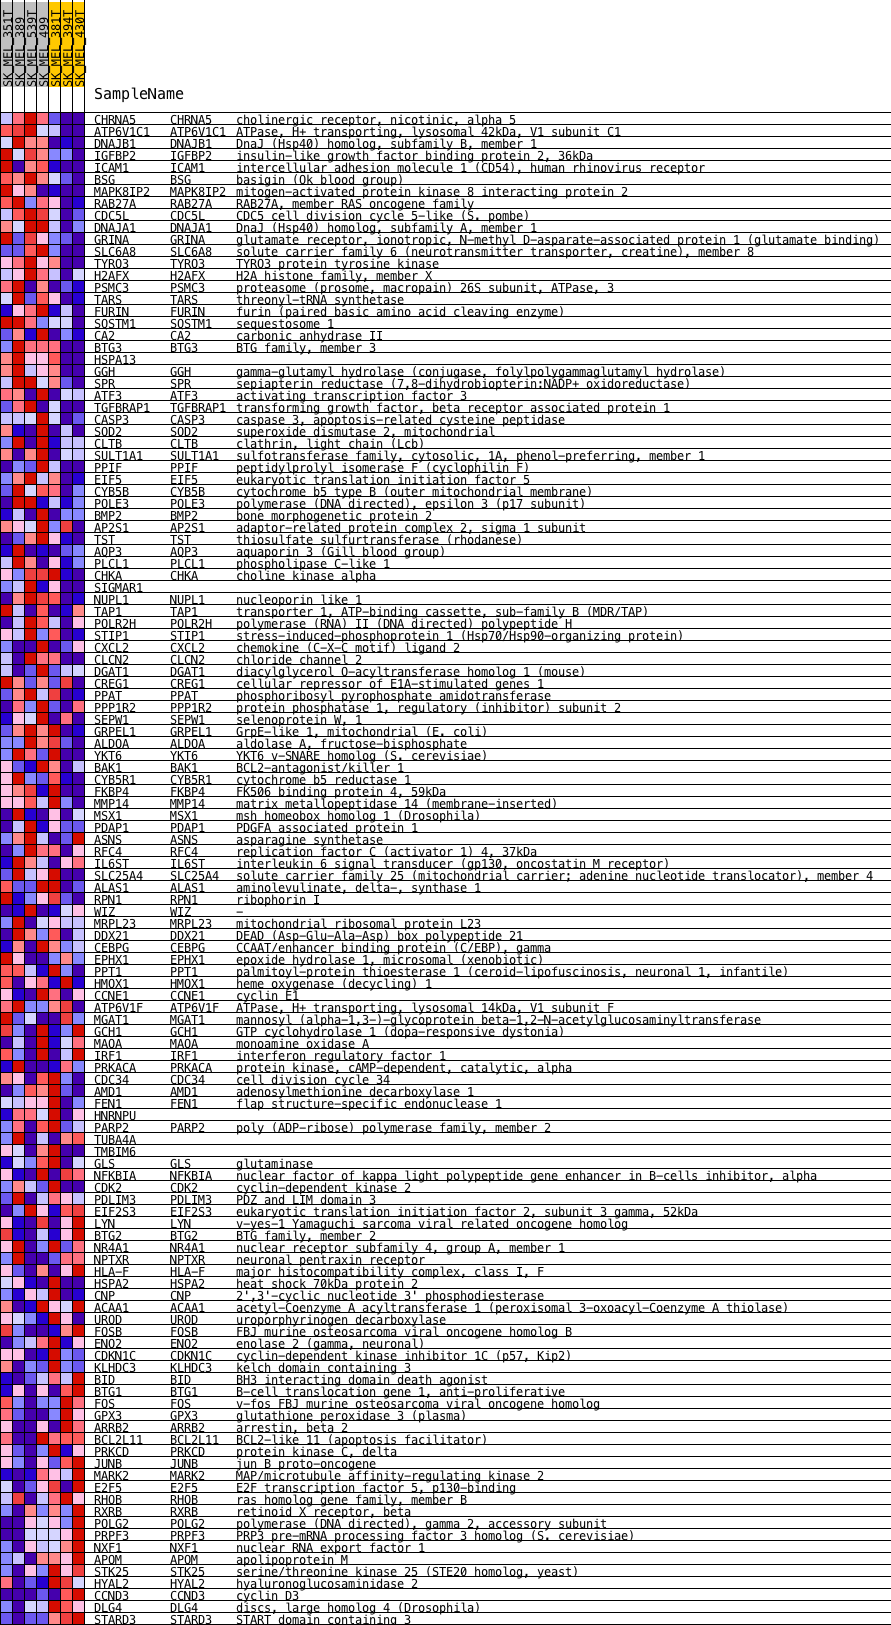 SK_MEL_351T
SK_MEL_389
SK_MEL_539T
SK_MEL_499
SK_MEL_381T
SK_MEL_394T
SK_MEL_430T
SampleName
CHRNA5 CHRNA5 cholinergic receptor, nicotinic, alpha 5
ATP6V1C1 ATP6V1C1 ATPase, H+ transporting, lysosomal 42kDa, V1 subunit C1
DNAJB1 DNAJB1 DnaJ (Hsp40) homolog, subfamily B, member 1
IGFBP2 IGFBP2 insulin-like growth factor binding protein 2, 36kDa
ICAM1 ICAM1 intercellular adhesion molecule 1 (CD54), human rhinovirus receptor
BSG BSG basigin (Ok blood group)
MAPK8IP2 MAPK8IP2 mitogen-activated protein kinase 8 interacting protein 2
RAB27A RAB27A RAB27A, member RAS oncogene family
CDC5L CDC5L CDC5 cell division cycle 5-like (S. pombe)
DNAJA1 DNAJA1 DnaJ (Hsp40) homolog, subfamily A, member 1
GRINA GRINA glutamate receptor, ionotropic, N-methyl D-asparate-associated protein 1 (glutamate binding)
SLC6A8 SLC6A8 solute carrier family 6 (neurotransmitter transporter, creatine), member 8
TYRO3 TYRO3 TYRO3 protein tyrosine kinase
H2AFX H2AFX H2A histone family, member X
PSMC3 PSMC3 proteasome (prosome, macropain) 26S subunit, ATPase, 3
TARS TARS threonyl-tRNA synthetase
FURIN FURIN furin (paired basic amino acid cleaving enzyme)
SQSTM1 SQSTM1 sequestosome 1
CA2 CA2 carbonic anhydrase II
BTG3 BTG3 BTG family, member 3
HSPA13
GGH GGH gamma-glutamyl hydrolase (conjugase, folylpolygammaglutamyl hydrolase)
SPR SPR sepiapterin reductase (7,8-dihydrobiopterin:NADP+ oxidoreductase)
ATF3 ATF3 activating transcription factor 3
TGFBRAP1 TGFBRAP1 transforming growth factor, beta receptor associated protein 1
CASP3 CASP3 caspase 3, apoptosis-related cysteine peptidase
SOD2 SOD2 superoxide dismutase 2, mitochondrial
CLTB CLTB clathrin, light chain (Lcb)
SULT1A1 SULT1A1 sulfotransferase family, cytosolic, 1A, phenol-preferring, member 1
PPIF PPIF peptidylprolyl isomerase F (cyclophilin F)
EIF5 EIF5 eukaryotic translation initiation factor 5
CYB5B CYB5B cytochrome b5 type B (outer mitochondrial membrane)
POLE3 POLE3 polymerase (DNA directed), epsilon 3 (p17 subunit)
BMP2 BMP2 bone morphogenetic protein 2
AP2S1 AP2S1 adaptor-related protein complex 2, sigma 1 subunit
TST TST thiosulfate sulfurtransferase (rhodanese)
AQP3 AQP3 aquaporin 3 (Gill blood group)
PLCL1 PLCL1 phospholipase C-like 1
CHKA CHKA choline kinase alpha
SIGMAR1
NUPL1 NUPL1 nucleoporin like 1
TAP1 TAP1 transporter 1, ATP-binding cassette, sub-family B (MDR/TAP)
POLR2H POLR2H polymerase (RNA) II (DNA directed) polypeptide H
STIP1 STIP1 stress-induced-phosphoprotein 1 (Hsp70/Hsp90-organizing protein)
CXCL2 CXCL2 chemokine (C-X-C motif) ligand 2
CLCN2 CLCN2 chloride channel 2
DGAT1 DGAT1 diacylglycerol O-acyltransferase homolog 1 (mouse)
CREG1 CREG1 cellular repressor of E1A-stimulated genes 1
PPAT PPAT phosphoribosyl pyrophosphate amidotransferase
PPP1R2 PPP1R2 protein phosphatase 1, regulatory (inhibitor) subunit 2
SEPW1 SEPW1 selenoprotein W, 1
GRPEL1 GRPEL1 GrpE-like 1, mitochondrial (E. coli)
ALDOA ALDOA aldolase A, fructose-bisphosphate
YKT6 YKT6 YKT6 v-SNARE homolog (S. cerevisiae)
BAK1 BAK1 BCL2-antagonist/killer 1
CYB5R1 CYB5R1 cytochrome b5 reductase 1
FKBP4 FKBP4 FK506 binding protein 4, 59kDa
MMP14 MMP14 matrix metallopeptidase 14 (membrane-inserted)
MSX1 MSX1 msh homeobox homolog 1 (Drosophila)
PDAP1 PDAP1 PDGFA associated protein 1
ASNS ASNS asparagine synthetase
RFC4 RFC4 replication factor C (activator 1) 4, 37kDa
IL6ST IL6ST interleukin 6 signal transducer (gp130, oncostatin M receptor)
SLC25A4 SLC25A4 solute carrier family 25 (mitochondrial carrier; adenine nucleotide translocator), member 4
ALAS1 ALAS1 aminolevulinate, delta-, synthase 1
RPN1 RPN1 ribophorin I
WIZ WIZ -
MRPL23 MRPL23 mitochondrial ribosomal protein L23
DDX21 DDX21 DEAD (Asp-Glu-Ala-Asp) box polypeptide 21
CEBPG CEBPG CCAAT/enhancer binding protein (C/EBP), gamma
EPHX1 EPHX1 epoxide hydrolase 1, microsomal (xenobiotic)
PPT1 PPT1 palmitoyl-protein thioesterase 1 (ceroid-lipofuscinosis, neuronal 1, infantile)
HMOX1 HMOX1 heme oxygenase (decycling) 1
CCNE1 CCNE1 cyclin E1
ATP6V1F ATP6V1F ATPase, H+ transporting, lysosomal 14kDa, V1 subunit F
MGAT1 MGAT1 mannosyl (alpha-1,3-)-glycoprotein beta-1,2-N-acetylglucosaminyltransferase
GCH1 GCH1 GTP cyclohydrolase 1 (dopa-responsive dystonia)
MAOA MAOA monoamine oxidase A
IRF1 IRF1 interferon regulatory factor 1
PRKACA PRKACA protein kinase, cAMP-dependent, catalytic, alpha
CDC34 CDC34 cell division cycle 34
AMD1 AMD1 adenosylmethionine decarboxylase 1
FEN1 FEN1 flap structure-specific endonuclease 1
HNRNPU
PARP2 PARP2 poly (ADP-ribose) polymerase family, member 2
TUBA4A
TMBIM6
GLS GLS glutaminase
NFKBIA NFKBIA nuclear factor of kappa light polypeptide gene enhancer in B-cells inhibitor, alpha
CDK2 CDK2 cyclin-dependent kinase 2
PDLIM3 PDLIM3 PDZ and LIM domain 3
EIF2S3 EIF2S3 eukaryotic translation initiation factor 2, subunit 3 gamma, 52kDa
LYN LYN v-yes-1 Yamaguchi sarcoma viral related oncogene homolog
BTG2 BTG2 BTG family, member 2
NR4A1 NR4A1 nuclear receptor subfamily 4, group A, member 1
NPTXR NPTXR neuronal pentraxin receptor
HLA-F HLA-F major histocompatibility complex, class I, F
HSPA2 HSPA2 heat shock 70kDa protein 2
CNP CNP 2',3'-cyclic nucleotide 3' phosphodiesterase
ACAA1 ACAA1 acetyl-Coenzyme A acyltransferase 1 (peroxisomal 3-oxoacyl-Coenzyme A thiolase)
UROD UROD uroporphyrinogen decarboxylase
FOSB FOSB FBJ murine osteosarcoma viral oncogene homolog B
ENO2 ENO2 enolase 2 (gamma, neuronal)
CDKN1C CDKN1C cyclin-dependent kinase inhibitor 1C (p57, Kip2)
KLHDC3 KLHDC3 kelch domain containing 3
BID BID BH3 interacting domain death agonist
BTG1 BTG1 B-cell translocation gene 1, anti-proliferative
FOS FOS v-fos FBJ murine osteosarcoma viral oncogene homolog
GPX3 GPX3 glutathione peroxidase 3 (plasma)
ARRB2 ARRB2 arrestin, beta 2
BCL2L11 BCL2L11 BCL2-like 11 (apoptosis facilitator)
PRKCD PRKCD protein kinase C, delta
JUNB JUNB jun B proto-oncogene
MARK2 MARK2 MAP/microtubule affinity-regulating kinase 2
E2F5 E2F5 E2F transcription factor 5, p130-binding
RHOB RHOB ras homolog gene family, member B
RXRB RXRB retinoid X receptor, beta
POLG2 POLG2 polymerase (DNA directed), gamma 2, accessory subunit
PRPF3 PRPF3 PRP3 pre-mRNA processing factor 3 homolog (S. cerevisiae)
NXF1 NXF1 nuclear RNA export factor 1
APOM APOM apolipoprotein M
STK25 STK25 serine/threonine kinase 25 (STE20 homolog, yeast)
HYAL2 HYAL2 hyaluronoglucosaminidase 2
CCND3 CCND3 cyclin D3
DLG4 DLG4 discs, large homolog 4 (Drosophila)
STARD3 STARD3 START domain containing 3